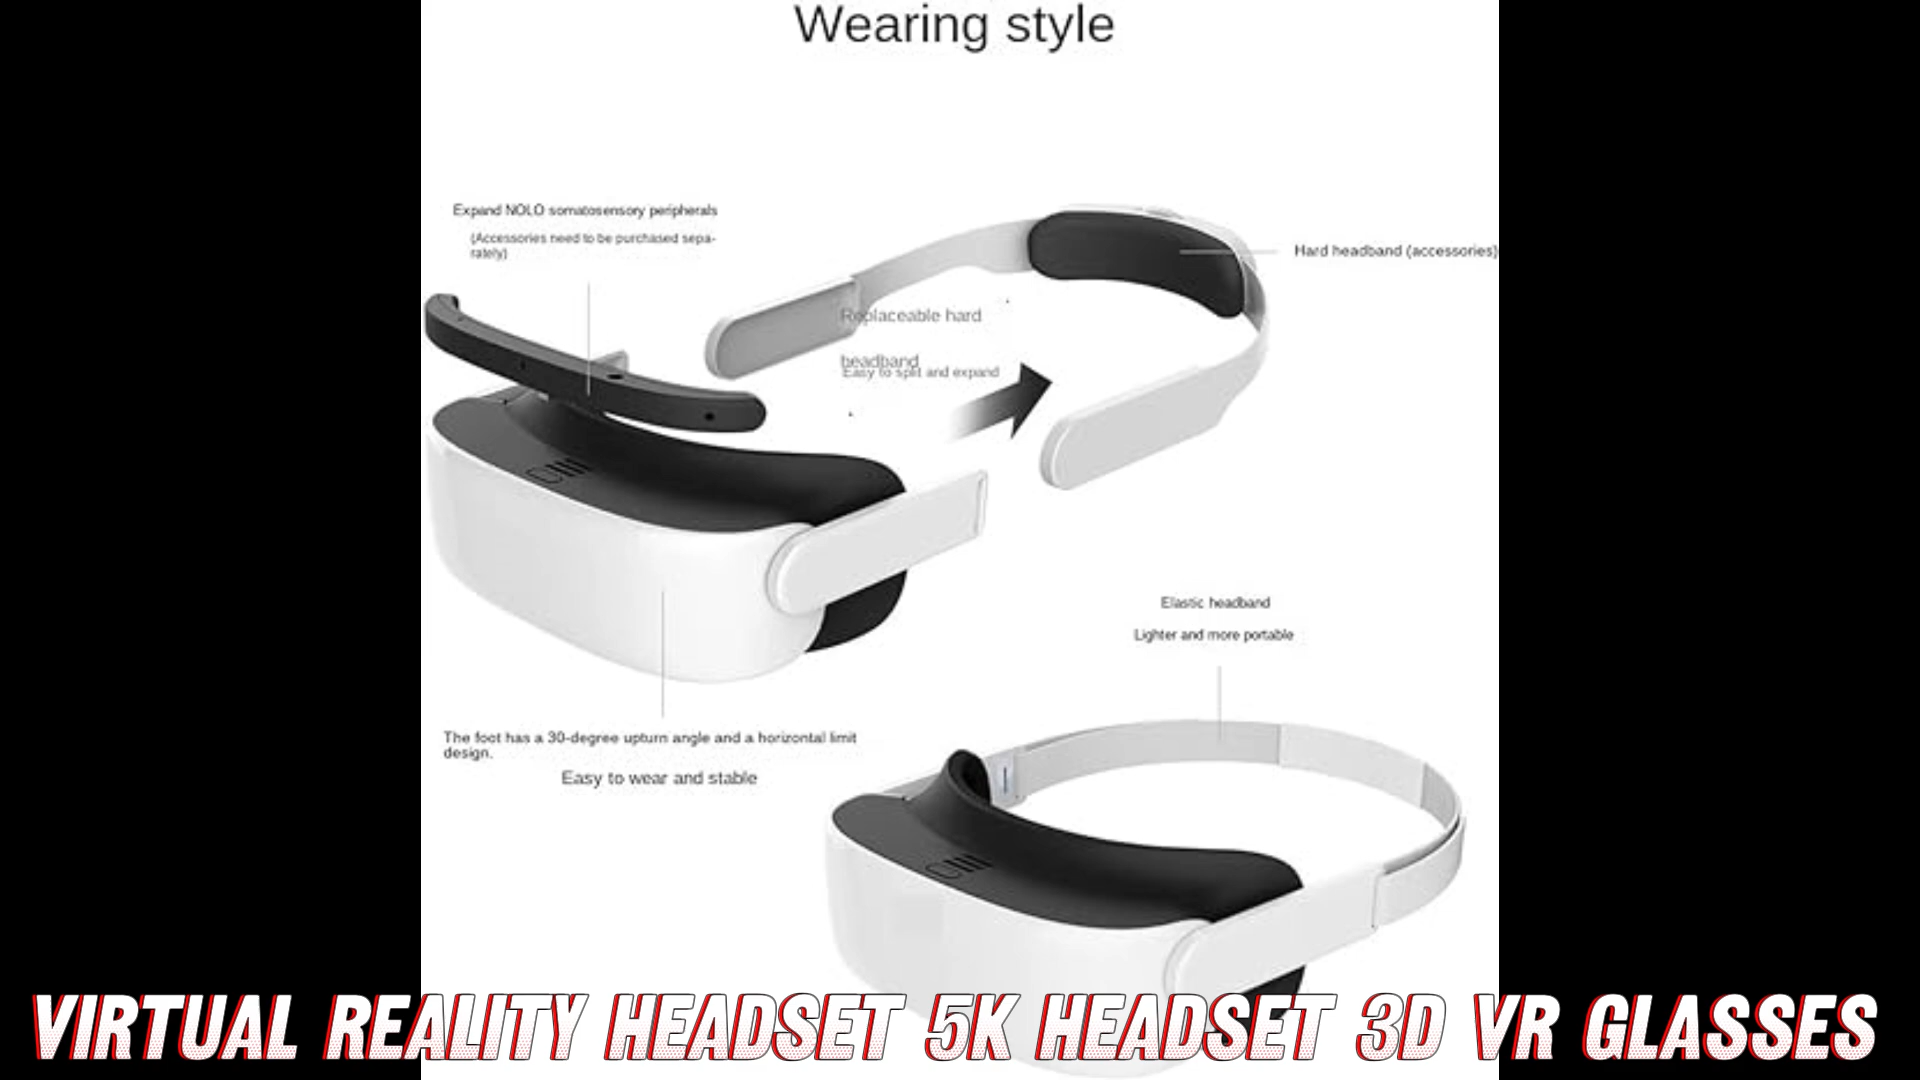 Wearing style
Expand NOLO somatosensory peripherals
(Accessories need to be purchased sepa-
rately)
Hard headband (accessories)
Replaceable hard
beadband
Easy to split and expand
Elastic headband
Lighter and more portable
The foot has a 30-degree upturn angle and a horizontal limit
design.
Easy to wear and stable
VIRTUAL REALITY HEADSET 5K HEADSET 3D VR GLASSES